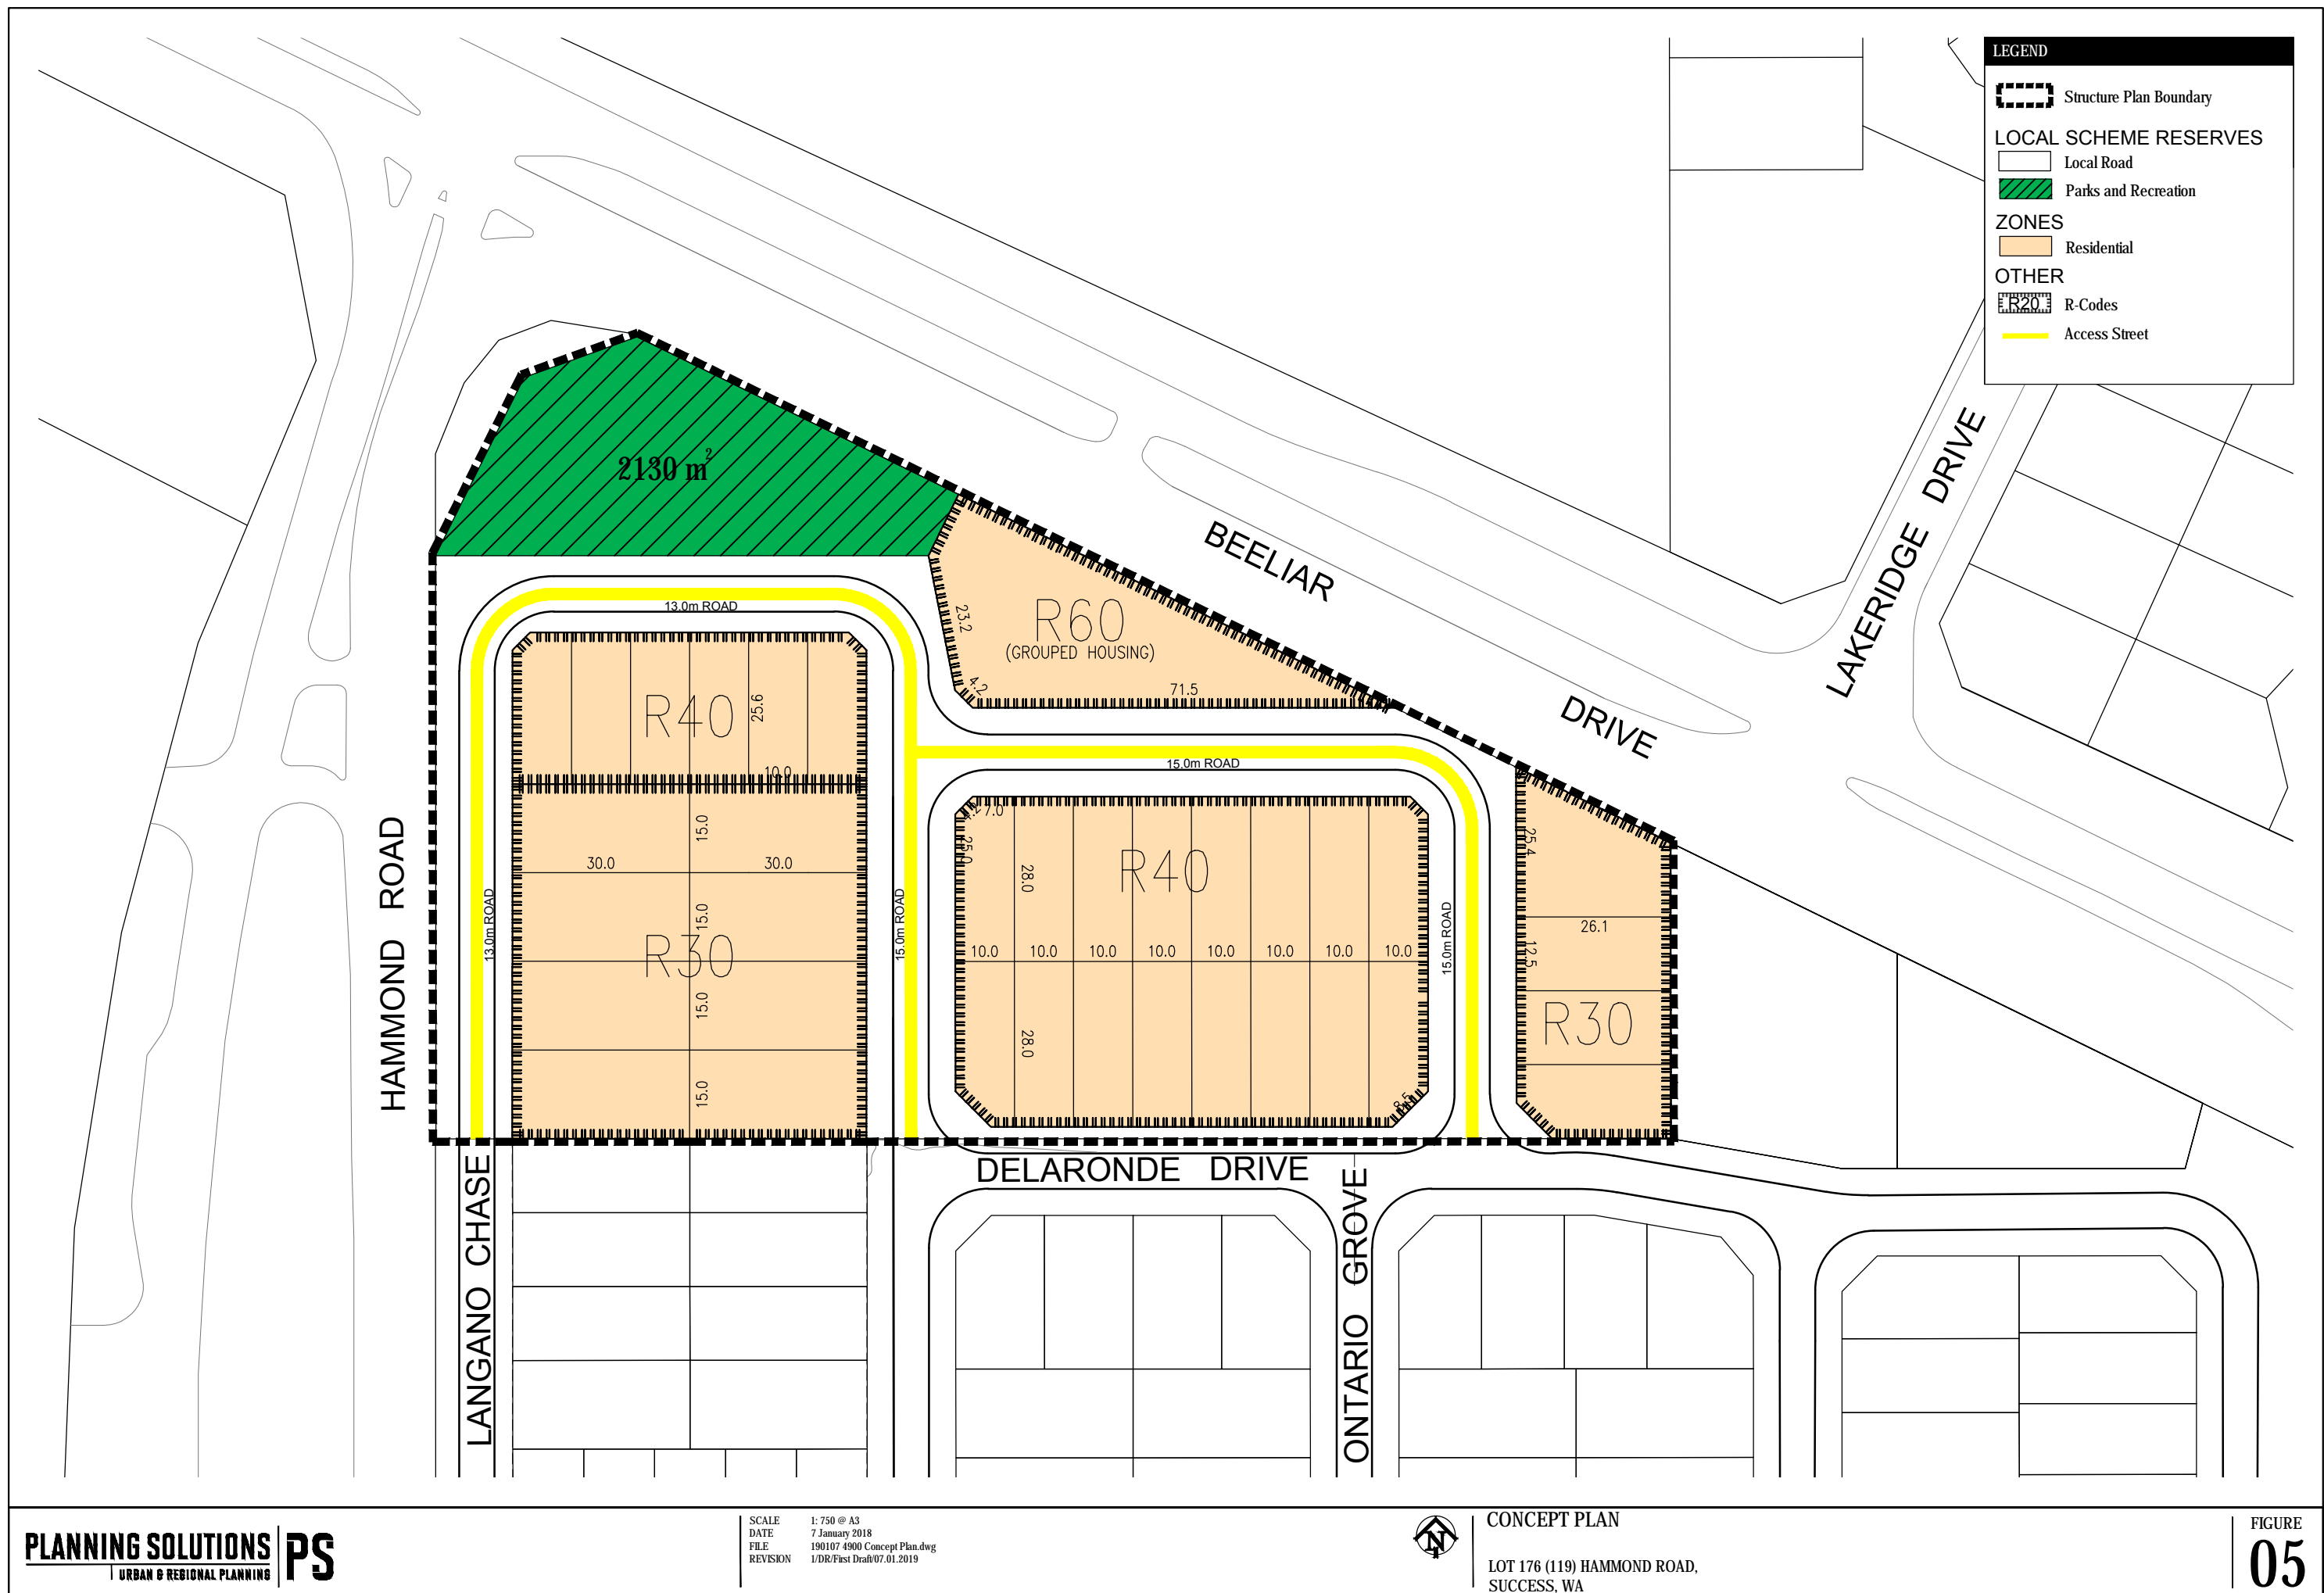 LEGEND
Structure Plan Boundary
LOCAL SCHEME RESERVES
Local Road
Parks and Recreation
ZONES
Residential
OTHER
R20 R-Codes
Access Street
2130 m²
BEELIAR
DRIVE
LAKERIDGE DRIVE
HAMMOND ROAD
13.0m ROAD
R60
(GROUPED HOUSING)
23.2
4.2
71.5
R40
25.6
10.0
15.0m ROAD
15.0
30.0 30.0
13.0m ROAD
15.0
R30
15.0
15.0
15.0m ROAD
4.2 7.0
25.0
28.0
R40
10.0 10.0 10.0 10.0 10.0 10.0 10.0 10.0
28.0
8.5
15.0m ROAD
25.4
26.1
12.5
R30
LANGANO CHASE
DELARONDE DRIVE
ONTARIO GROVE
PLANNING SOLUTIONS PS
URBAN & REGIONAL PLANNING
SCALE 1: 750 @ A3
DATE 7 January 2018
FILE 190107 4900 Concept Plan.dwg
REVISION 1/DR/First Draft/07.01.2019
N
CONCEPT PLAN
LOT 176 (119) HAMMOND ROAD,
SUCCESS, WA
FIGURE
05